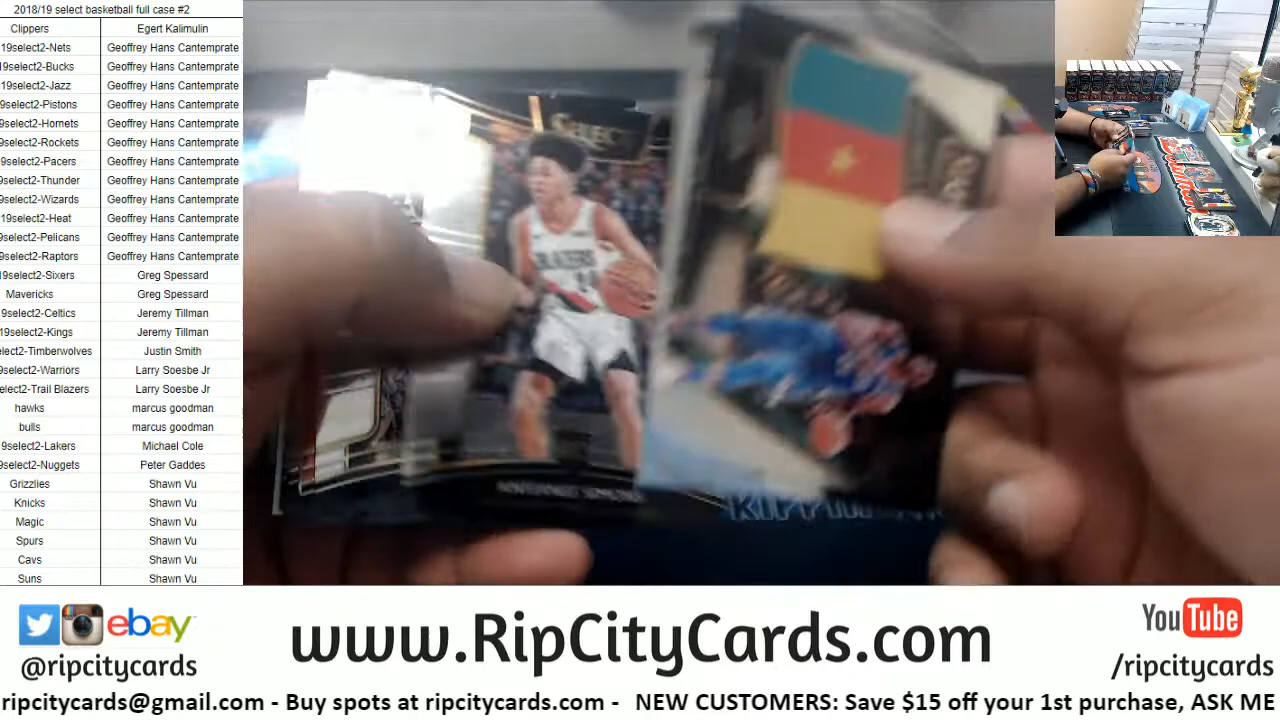 2018/19 select basketball full case #2
Clippers Egert Kalimulin
19select2-Nets Geoffrey Hans Cantemprate
19select2-Bucks Geoffrey Hans Cantemprate
19select2-Jazz Geoffrey Hans Cantemprate
9select2-Pistons Geoffrey Hans Cantemprate
9select2-Hornets Geoffrey Hans Cantemprate
9select2-Rockets Geoffrey Hans Cantemprate
9select2-Pacers Geoffrey Hans Cantemprate
9select2-Thunder Geoffrey Hans Cantemprate
9select2-Wizards Geoffrey Hans Cantemprate
19select2-Heat Geoffrey Hans Cantemprate
9select2-Pelicans Geoffrey Hans Cantemprate
9select2-Raptors Geoffrey Hans Cantemprate
19select2-Sixers Greg Spessard
Mavericks Greg Spessard
9select2-Celtics Jeremy Tillman
19select2-Kings Jeremy Tillman
elect2-Timberwolves Justin Smith
9select2-Warriors Larry Soesbe Jr
elect2-Trail Blazers Larry Soesbe Jr
hawks marcus goodman
bulls marcus goodman
9select2-Lakers Michael Cole
9select2-Nuggets Peter Gaddes
Grizzlies Shawn Vu
Knicks Shawn Vu
Magic Shawn Vu
Spurs Shawn Vu
Cavs Shawn Vu
Suns Shawn Vu
SELECT
ebay
@ripcitycards
www.RipCityCards.com
YouTube
/ripcitycards
ripcitycards@gmail.com - Buy spots at ripcitycards.com - NEW CUSTOMERS: Save $15 off your 1st purchase, ASK ME